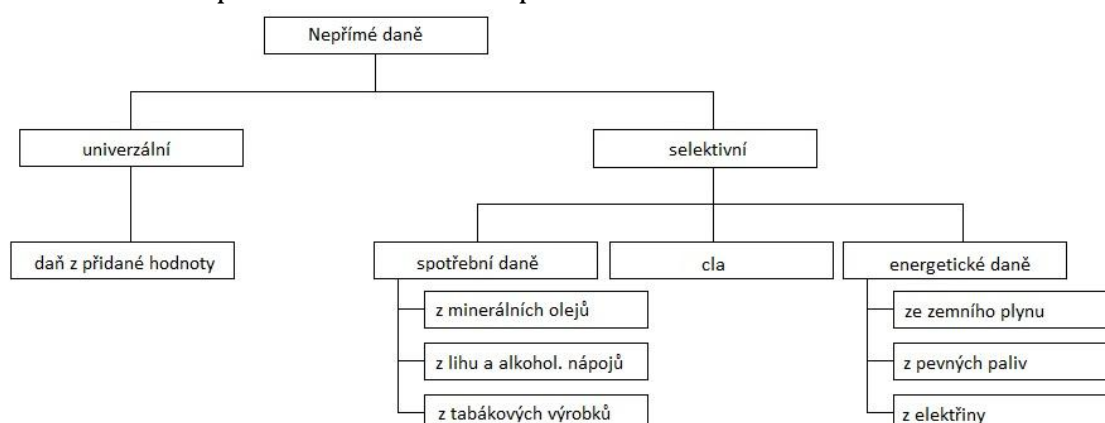 Nepřímé daně
univerzální
selektivní
daň z přidané hodnoty
spotřební daně
cla
energetické daně
z minerálních olejů
ze zemního plynu
z lihu a alkohol. nápojů
z pevných paliv
z tabákových výrobků
z elektřiny